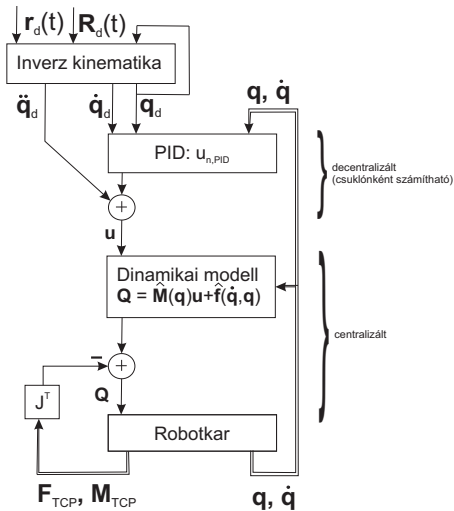 r_d(t) R_d(t)
Inverz kinematika
q̈_d q̇_d q_d q, q̇
PID: u_n,PID
decentralizált
(csuklónként számítható)
+
u
Dinamikai modell
Q = M̂(q)u+f̂(q̇,q)
centralizált
− +
J^T Q
Robotkar
F_TCP, M_TCP q, q̇